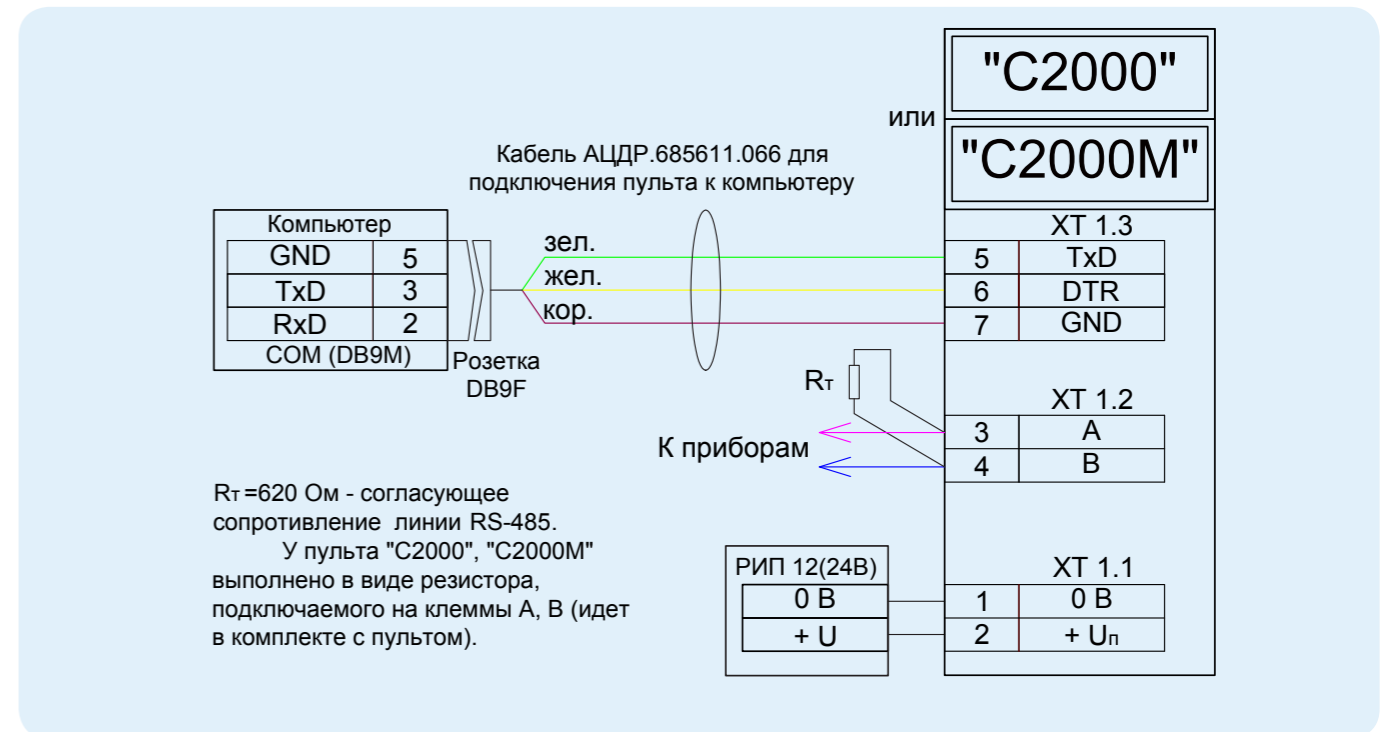 "С2000"
или
"С2000М"
Кабель АЦДР.685611.066 для
подключения пульта к компьютеру
Компьютер
GND 5
TxD 3
RxD 2
COM (DB9M)
Розетка
DB9F
зел.
жел.
кор.
XT 1.3
5 TxD
6 DTR
7 GND
Rт
XT 1.2
3 A
4 B
К приборам
Rт=620 Ом - согласующее
сопротивление линии RS-485.
У пульта "С2000", "С2000М"
выполнено в виде резистора,
подключаемого на клеммы А, В (идет
в комплекте с пультом).
РИП 12(24В)
0 В
+ U
XT 1.1
1 0 В
2 + Uп